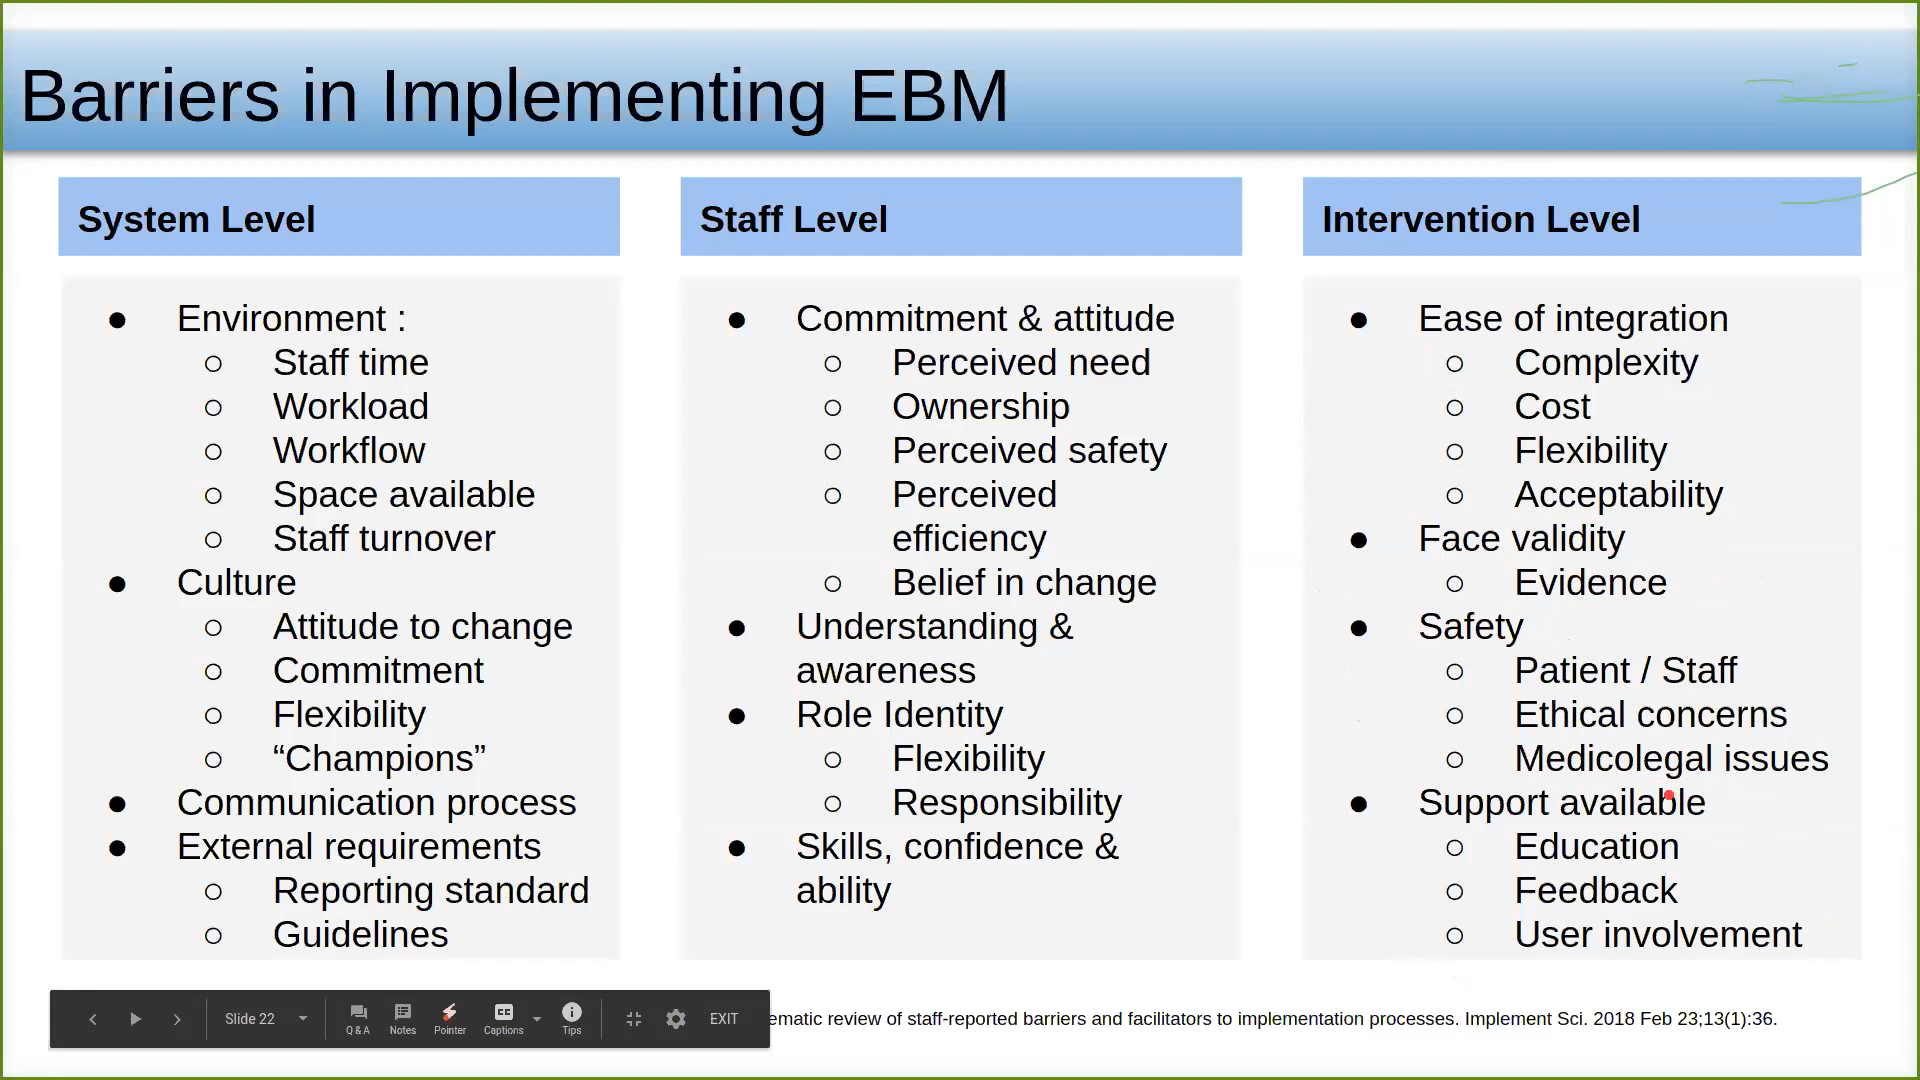 Barriers in Implementing EBM
System Level
● Environment :
○ Staff time
○ Workload
○ Workflow
○ Space available
○ Staff turnover
● Culture
○ Attitude to change
○ Commitment
○ Flexibility
○ “Champions”
● Communication process
● External requirements
○ Reporting standard
○ Guidelines
Staff Level
● Commitment & attitude
○ Perceived need
○ Ownership
○ Perceived safety
○ Perceived
efficiency
○ Belief in change
● Understanding &
awareness
● Role Identity
○ Flexibility
○ Responsibility
● Skills, confidence &
ability
Intervention Level
● Ease of integration
○ Complexity
○ Cost
○ Flexibility
○ Acceptability
● Face validity
○ Evidence
● Safety
○ Patient / Staff
○ Ethical concerns
○ Medicolegal issues
● Support available
○ Education
○ Feedback
○ User involvement
Slide 22 Q & A Notes Pointer CC Captions Tips EXIT
ematic review of staff-reported barriers and facilitators to implementation processes. Implement Sci. 2018 Feb 23;13(1):36.